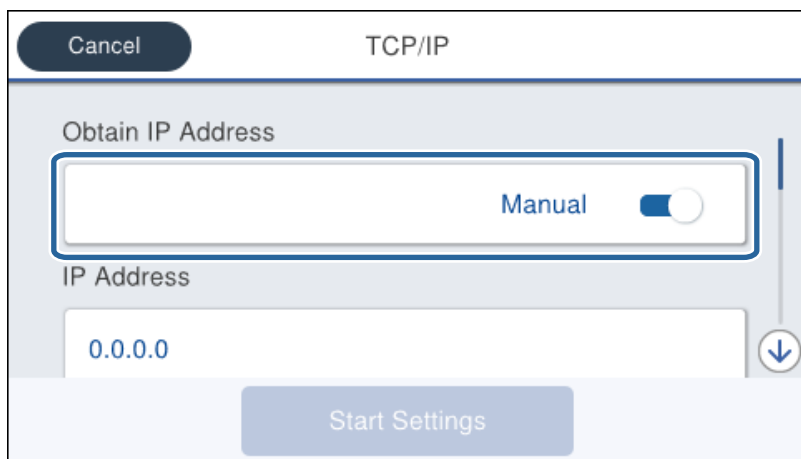 Cancel
TCP/IP
Obtain IP Address
Manual
IP Address
0.0.0.0
Start Settings